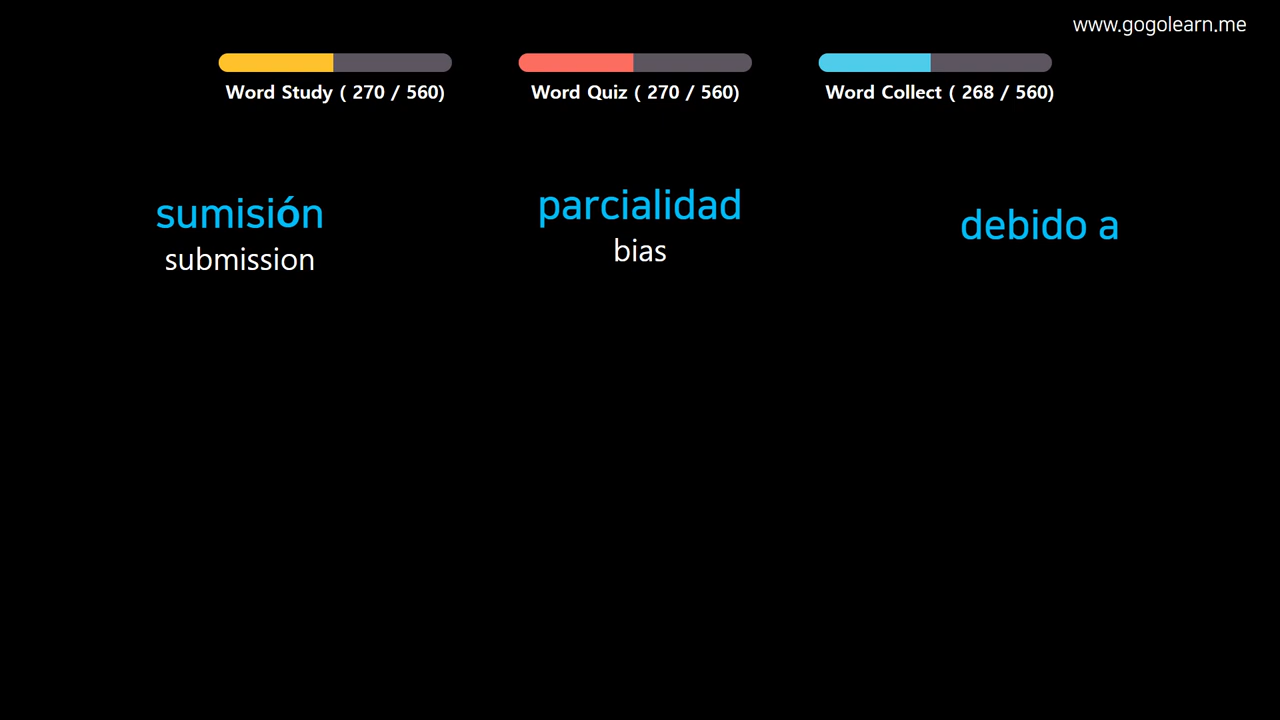 www.gogolearn.me
Word Study ( 270 / 560)
Word Quiz ( 270 / 560)
Word Collect ( 268 / 560)
sumisión
submission
parcialidad
bias
debido a